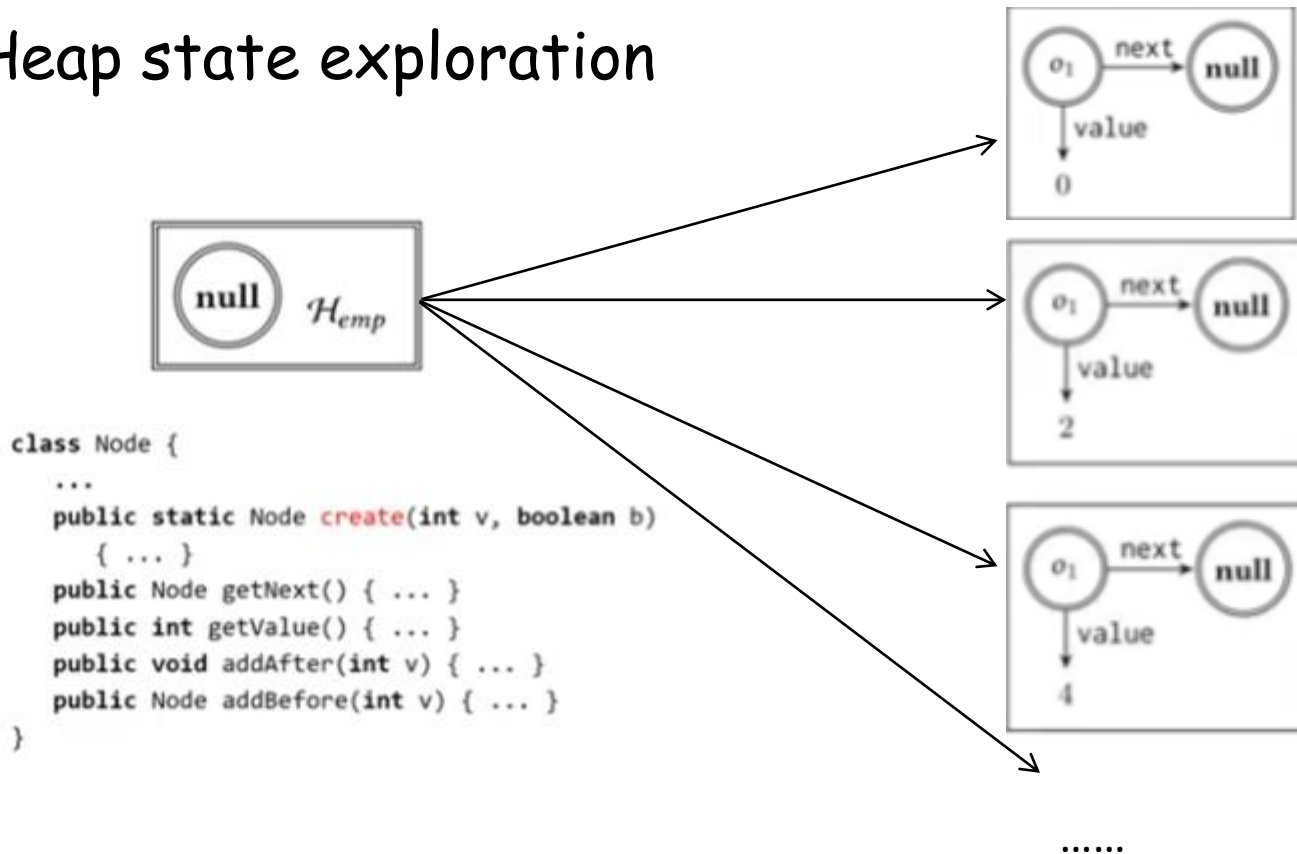 Heap state exploration
null
H_emp
class Node {
...
public static Node create(int v, boolean b)
{ ... }
public Node getNext() { ... }
public int getValue() { ... }
public void addAfter(int v) { ... }
public Node addBefore(int v) { ... }
}
o₁ next null
value
0
o₁ next null
value
2
o₁ next null
value
4
......